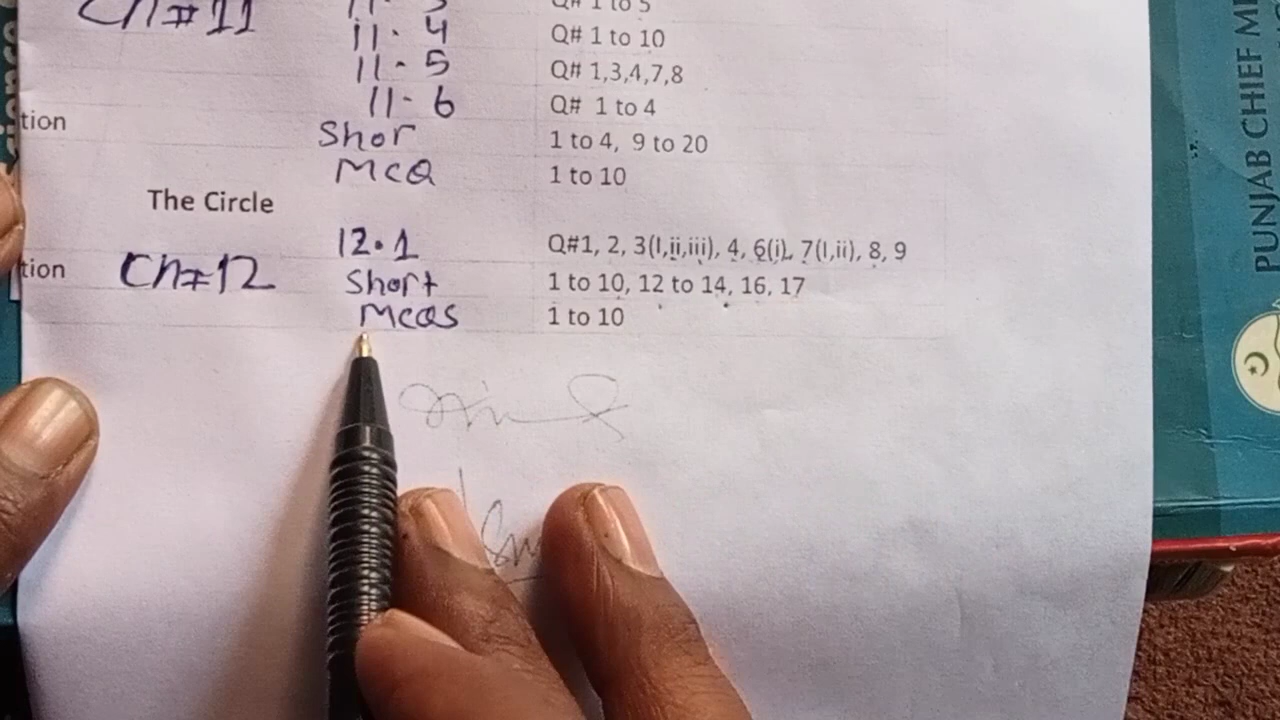 Ch#11
Q# 1 to 5
11.4 Q# 1 to 10
11.5 Q# 1,3,4,7,8
11-6 Q# 1 to 4
tion
Shor 1 to 4, 9 to 20
MCQ 1 to 10
The Circle
12.1 Q#1, 2, 3(I,ii,iii), 4, 6(i), 7(I,ii), 8, 9
tion Ch#12 Short 1 to 10, 12 to 14, 16, 17
MCQS 1 to 10
PUNJAB CHIEF